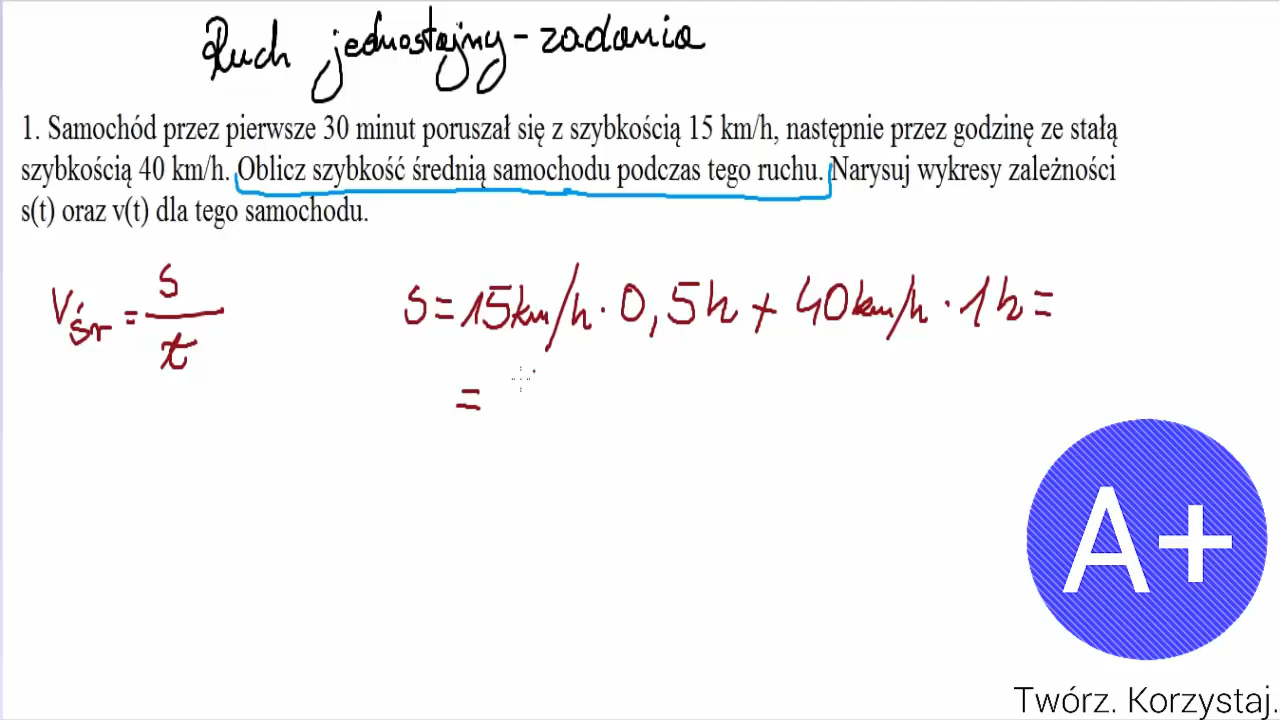 Ruch jednostajny - zadania
1. Samochód przez pierwsze 30 minut poruszał się z szybkością 15 km/h, następnie przez godzinę ze stałą
szybkością 40 km/h. Oblicz szybkość średnią samochodu podczas tego ruchu. Narysuj wykresy zależności
s(t) oraz v(t) dla tego samochodu.
Vśr = s/t
s = 15km/h · 0,5h + 40km/h · 1h =
=
A+
Twórz. Korzystaj.